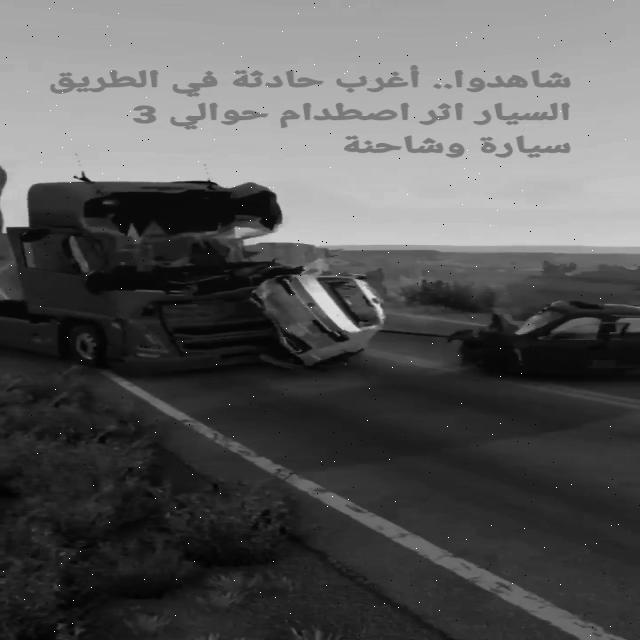 شاهدوا.. أغرب حادثة في الطريق
السيار اثر اصطدام حوالي 3
سيارة وشاحنة